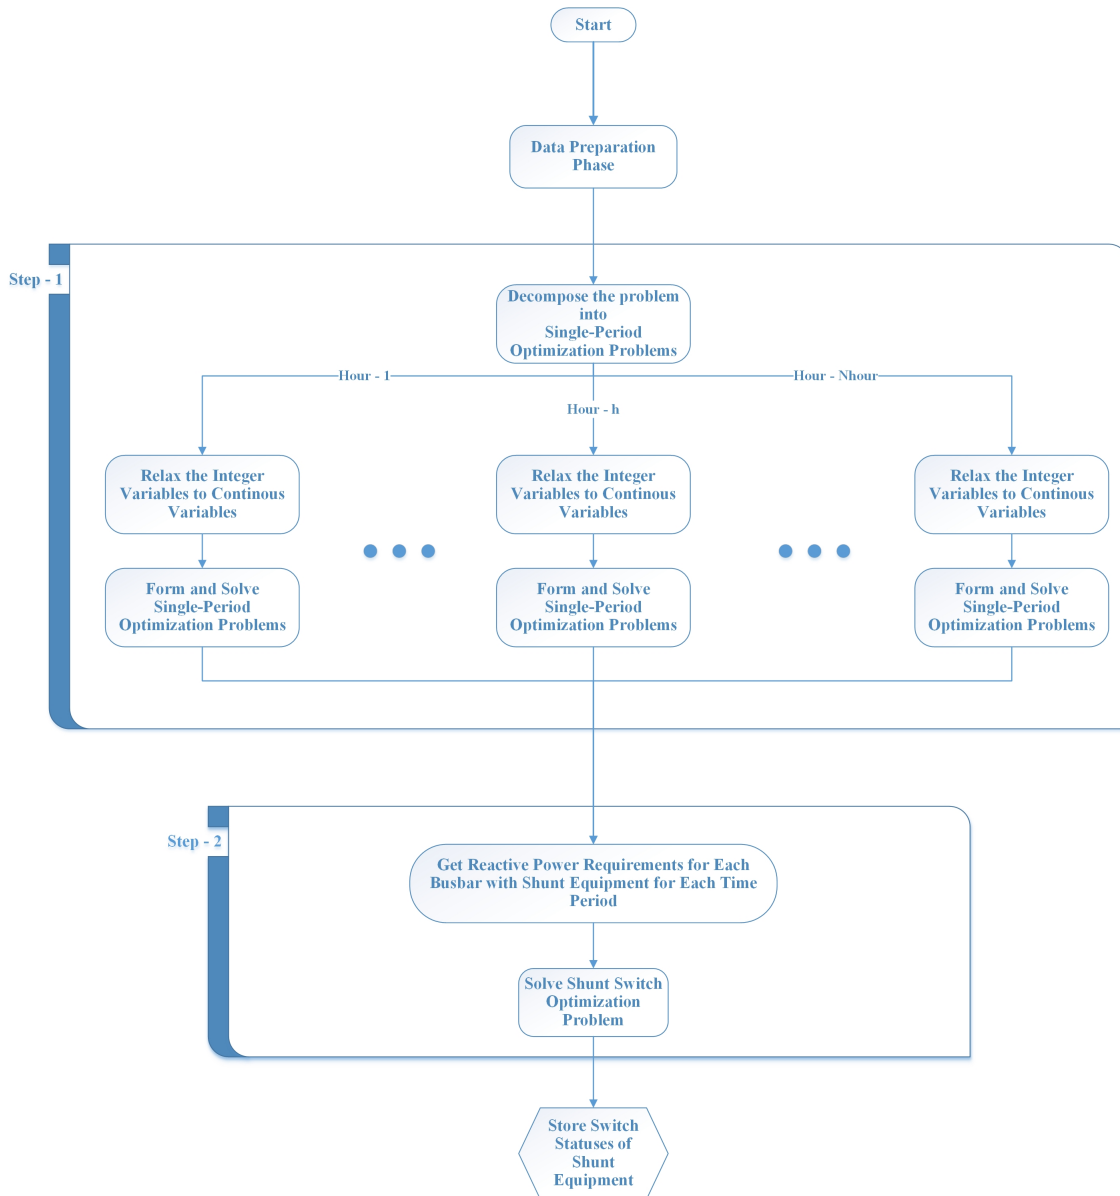 Start
Data Preparation
Phase
Step - 1
Decompose the problem
into
Single-Period
Optimization Problems
Hour - 1
Hour - h
Hour - Nhour
Relax the Integer
Variables to Continous
Variables
Relax the Integer
Variables to Continous
Variables
Relax the Integer
Variables to Continous
Variables
Form and Solve
Single-Period
Optimization Problems
Form and Solve
Single-Period
Optimization Problems
Form and Solve
Single-Period
Optimization Problems
Step - 2
Get Reactive Power Requirements for Each
Busbar with Shunt Equipment for Each Time
Period
Solve Shunt Switch
Optimization
Problem
Store Switch
Statuses of
Shunt
Equipment